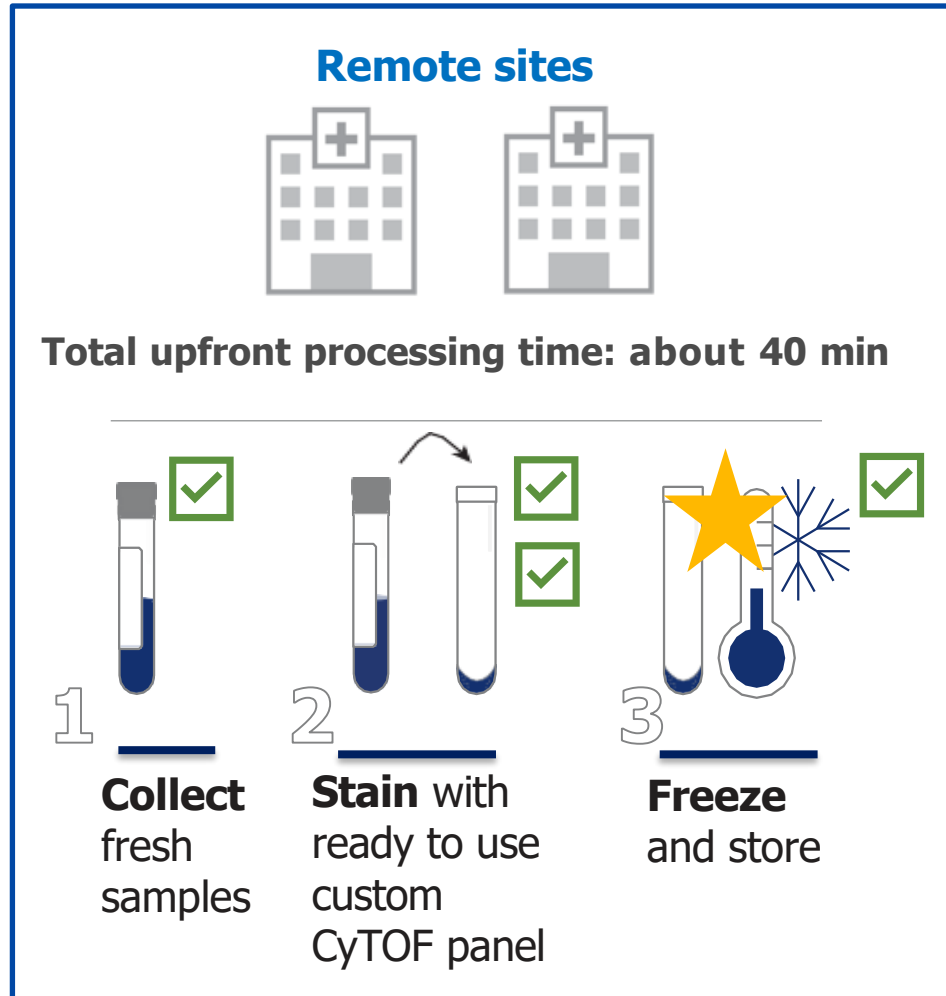 Remote sites
Total upfront processing time: about 40 min
1
Collect
fresh
samples
2
Stain with
ready to use
custom
CyTOF panel
3
Freeze
and store